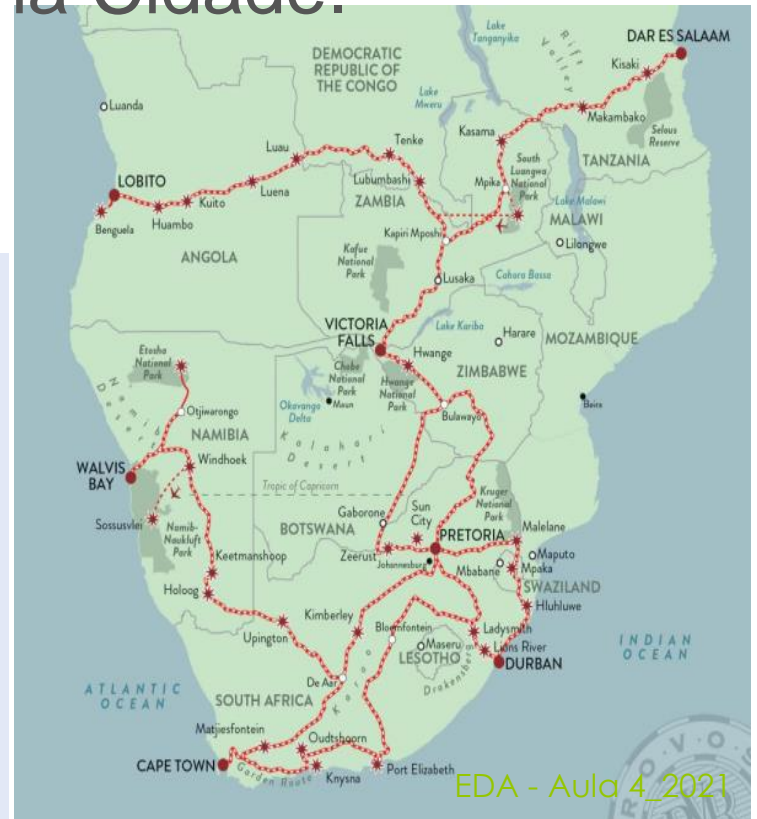 na Cidade.
DEMOCRATIC
REPUBLIC OF
THE CONGO
Lake
Tanganyika
Rift
Valley
DAR ES SALAAM
Kisaki
Luanda
Lake
Mweru
Makambako
Selous
Reserve
Kasama
TANZANIA
Luau
Tenke
South
Luangwa
National
Park
LOBITO
Luena
Lubumbashi
ZAMBIA
Mpika
Lake Malawi
MALAWI
Kuito
Benguela
Huambo
Kapiri Mposhi
Lilongwe
ANGOLA
Kafue
National
Park
Lusaka
Cahora Bassa
VICTORIA
FALLS
Lake Kariba
Harare
MOZAMBIQUE
Etosha
National
Park
Chobe
National
Park
Hwange
Hwange
National
Park
ZIMBABWE
Okavango
Delta
Maun
Beira
Namib
Desert
Otjiwarongo
Bulawayo
NAMIBIA
Kalahari
Desert
WALVIS
BAY
Windhoek
Tropic of Capricorn
Kruger
National
Park
Sossusvlei
Namib-
Naukluft
Park
BOTSWANA
Gaborone
Sun
City
PRETORIA
Malelane
Zeerust
Johannesburg
Maputo
Mbabane
Mpaka
SWAZILAND
Keetmanshoop
Holoog
Hluhluwe
Kimberley
Bloemfontein
Ladysmith
Upington
Maseru
LESOTHO
Lions River
DURBAN
Drakensberg
INDIAN
OCEAN
De Aar
Karoo
ATLANTIC
OCEAN
SOUTH AFRICA
Matjiesfontein
Oudtshoorn
CAPE TOWN
Garden Route
Knysna
Port Elizabeth
EDA - Aula 4_2021